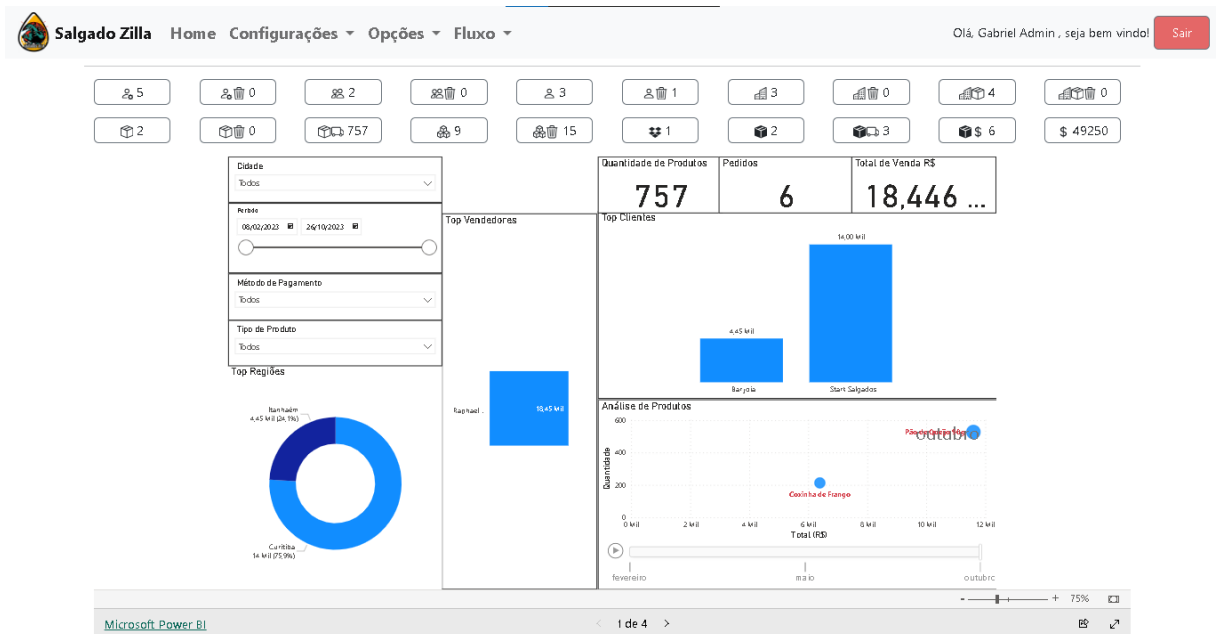 Salgado Zilla Home Configurações Opções Fluxo Olá, Gabriel Admin , seja bem vindo! Sair
5 0 2 0 3 1 3 0 4 0
2 0 757 9 15 1 2 3 $ 6 $ 49250
Cidade
Todos
Período
08/02/2023 26/10/2023
Método de Pagamento
Todos
Tipo de Produto
Todos
Top Regiões
Itanhaém
4,45 Mil (24,1%)
Curitiba
14 Mil (75,9%)
Top Vendedores
Raphael ...
18,45 Mil
Quantidade de Produtos
757
Pedidos
6
Total de Venda R$
18,446 ...
Top Clientes
14,00 Mil
4,45 Mil
Barjoia Start Salgados
Análise de Produtos
600
400
200
0
Quantidade
outubro
Coxinha de Frango
0 Mil 2 Mil 4 Mil 6 Mil 8 Mil 10 Mil 12 Mil
Total (R$)
fevereiro maio outubro
- + 75%
Microsoft Power BI
1 de 4